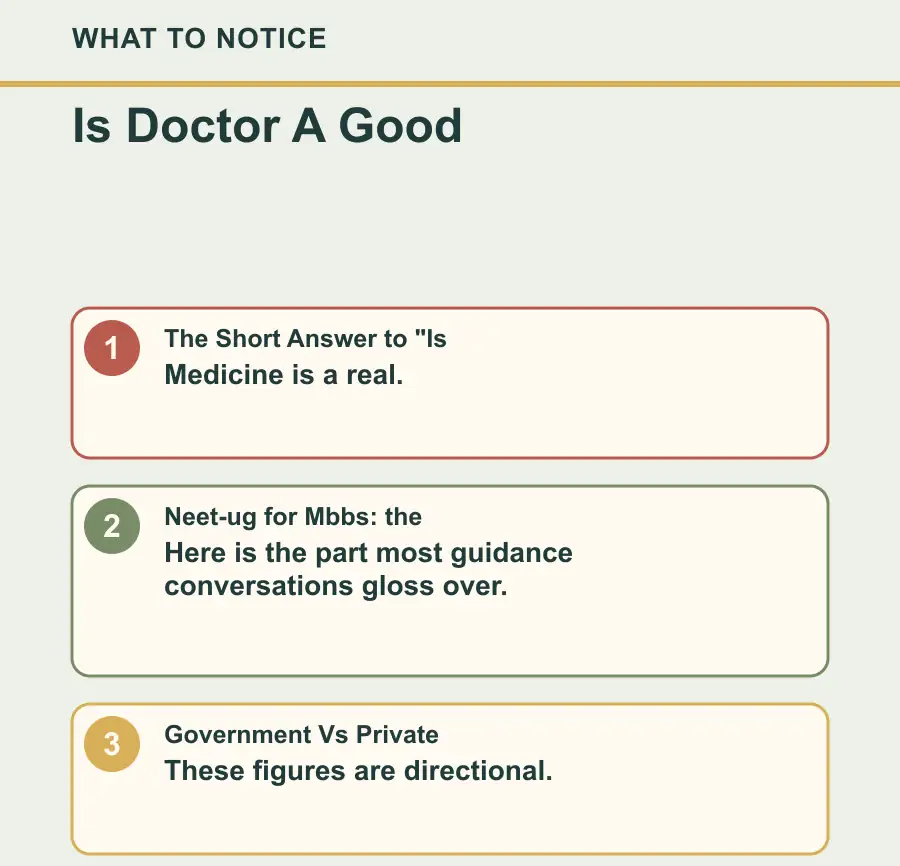 WHAT TO NOTICE
Is Doctor A Good
1
The Short Answer to "Is
Medicine is a real.
2
Neet-ug for Mbbs: the
Here is the part most guidance
conversations gloss over.
3
Government Vs Private
These figures are directional.